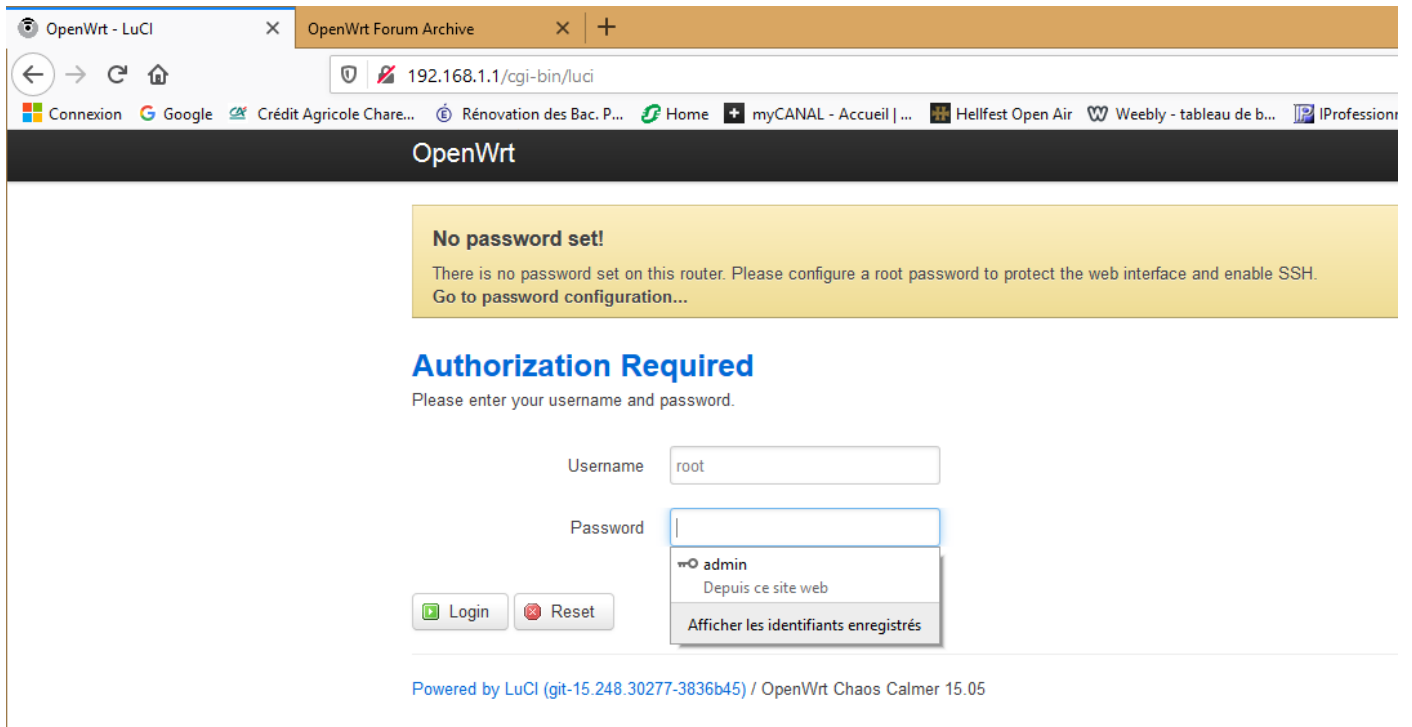 OpenWrt - LuCI
OpenWrt Forum Archive
192.168.1.1/cgi-bin/luci
Connexion Google Crédit Agricole Chare... Rénovation des Bac. P... Home myCANAL - Accueil | ... Hellfest Open Air Weebly - tableau de b... IProfessionn
OpenWrt
No password set!
There is no password set on this router. Please configure a root password to protect the web interface and enable SSH.
Go to password configuration...
Authorization Required
Please enter your username and password.
Username root
Password
admin
Depuis ce site web
Login Reset
Afficher les identifiants enregistrés
Powered by LuCI (git-15.248.30277-3836b45) / OpenWrt Chaos Calmer 15.05